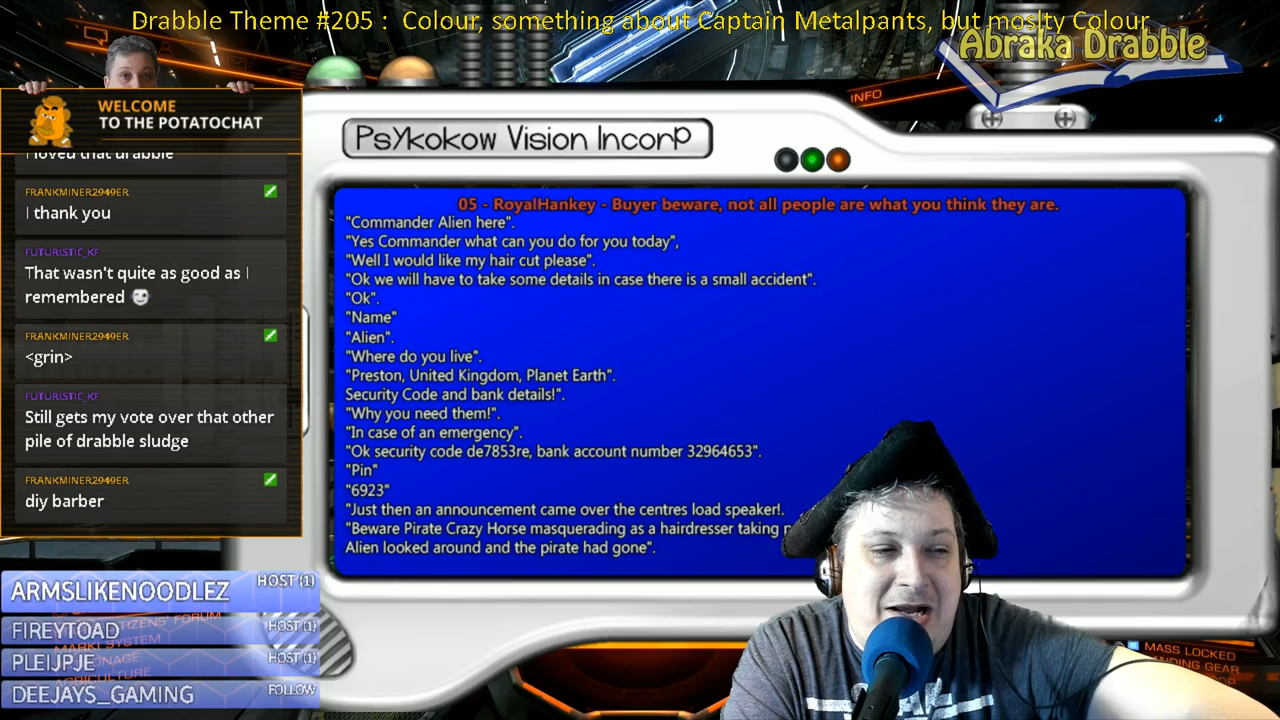 Drabble Theme #205 :  Colour, something about Captain Metalpants, but moslty Colour
Abraka Drabble
INFO
WELCOME
TO THE POTATOCHAT
I loved that drabble
FRANKMINER2949ER
I thank you
FUTURISTIC_KF
That wasn't quite as good as I
remembered
FRANKMINER2949ER
<grin>
FUTURISTIC_KF
Still gets my vote over that other
pile of drabble sludge
FRANKMINER2949ER
diy barber
PsYkokow Vision Incorp
05 - RoyalHankey - Buyer beware, not all people are what you think they are.
"Commander Alien here".
"Yes Commander what can you do for you today",
"Well I would like my hair cut please".
"Ok we will have to take some details in case there is a small accident".
"Ok".
"Name"
"Alien".
"Where do you live".
"Preston, United Kingdom, Planet Earth".
Security Code and bank details!".
"Why you need them!".
"In case of an emergency".
"Ok security code de7853re, bank account number 32964653".
"Pin"
"6923"
"Just then an announcement came over the centres load speaker!.
"Beware Pirate Crazy Horse masquerading as a hairdresser taking
Alien looked around and the pirate had gone".
ARMSLIKENOODLEZ HOST (1)
FIREYTOAD HOST (1)
PLEIJPJE HOST (1)
DEEJAYS_GAMING FOLLOW
CITIZENS' FORUM
SYSTEM
AGRICULTURE
MASS LOCKED
LANDING GEAR